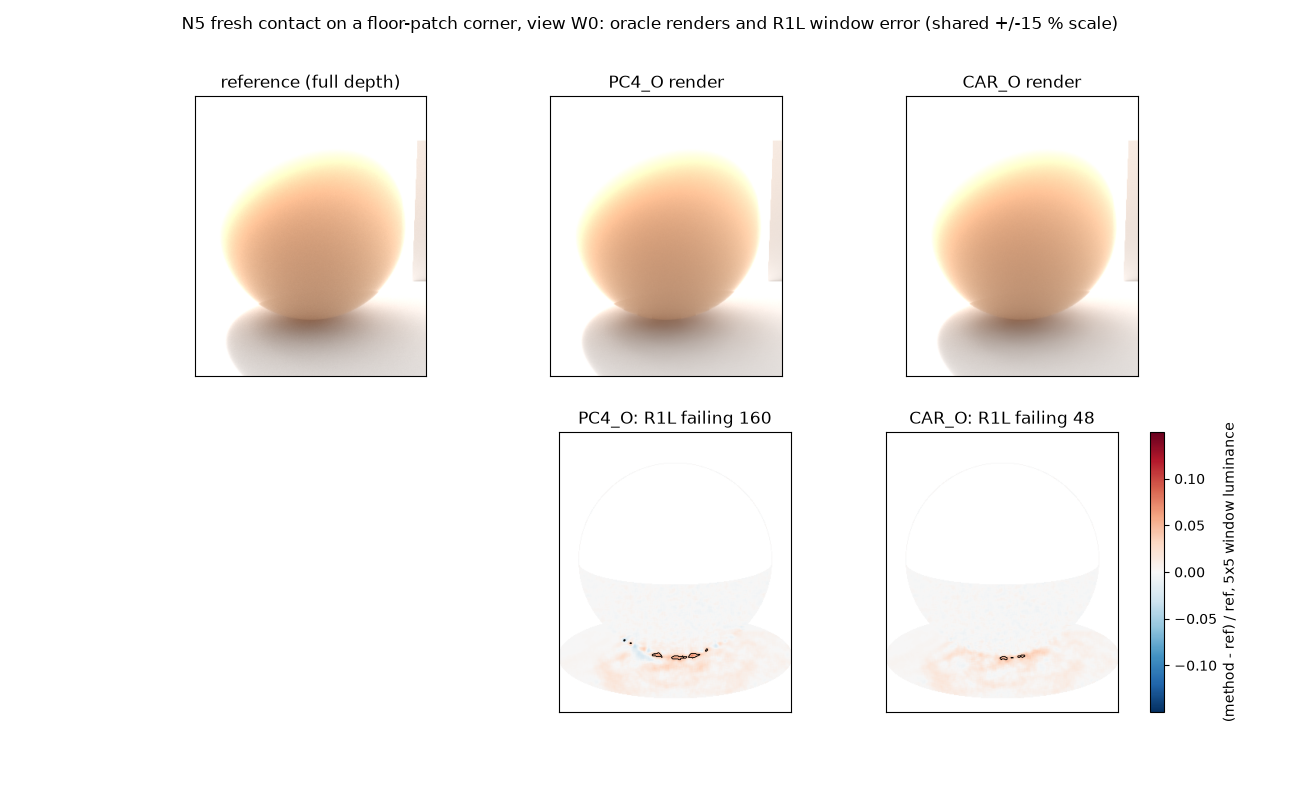 N5 fresh contact on a floor-patch corner, view W0: oracle renders and R1L window error (shared +/-15 % scale)
reference (full depth)
PC4_O render
CAR_O render
PC4_O: R1L failing 160
CAR_O: R1L failing 48
0.10
0.05
0.00
−0.05
−0.10
(method - ref) / ref, 5x5 window luminance